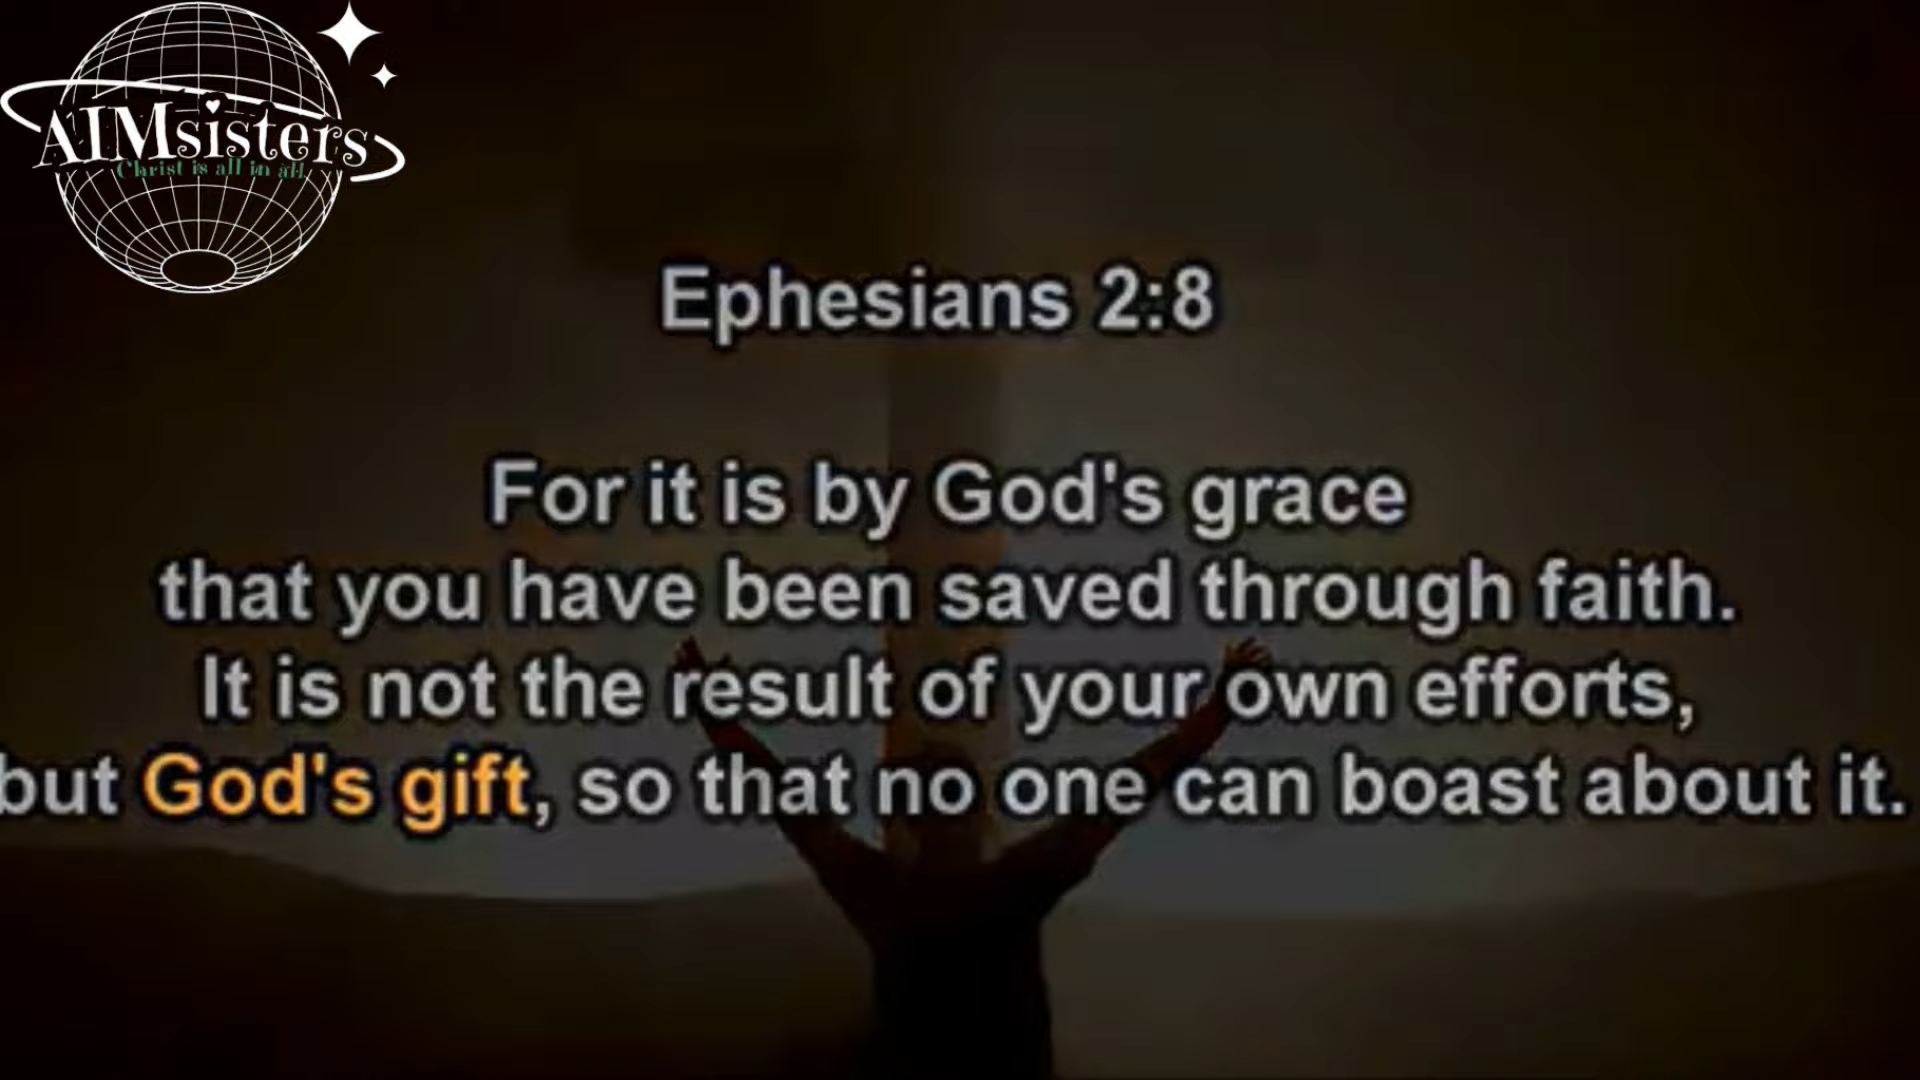 AIMsisters
Christ is all in all
Ephesians 2:8
For it is by God's grace
that you have been saved through faith.
It is not the result of your own efforts,
but God's gift, so that no one can boast about it.